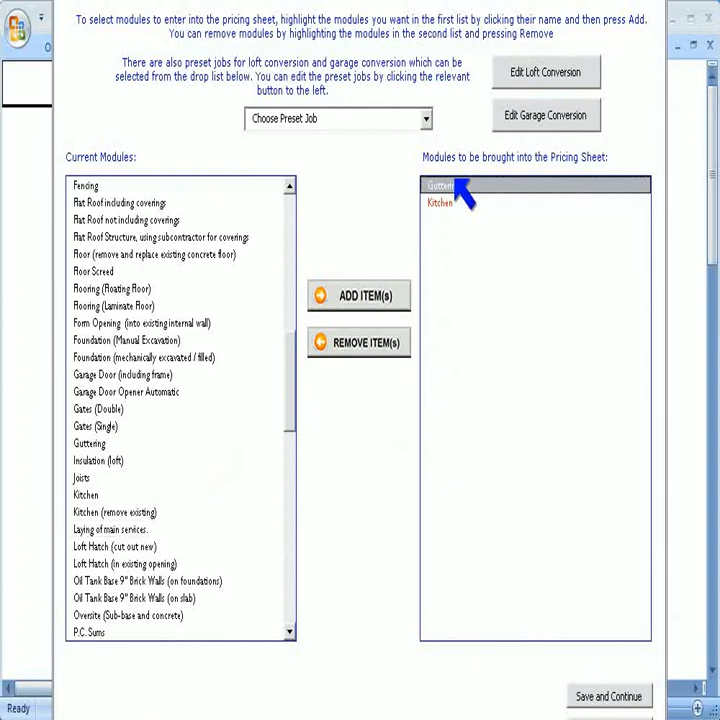 To select modules to enter into the pricing sheet, highlight the modules you want in the first list by clicking their name and then press Add.
You can remove modules by highlighting the modules in the second list and pressing Remove
There are also preset jobs for loft conversion and garage conversion which can be
selected from the drop list below. You can edit the preset jobs by clicking the relevant
button to the left.
Edit Loft Conversion
Choose Preset Job
Edit Garage Conversion
Current Modules:
Modules to be brought into the Pricing Sheet:
Fencing
Flat Roof including coverings
Flat Roof not including coverings
Flat Roof Structure, using subcontractor for coverings
Floor (remove and replace existing concrete floor)
Floor Screed
Flooring (Floating Floor)
Flooring (Laminate Floor)
Form Opening (into existing internal wall)
Foundation (Manual Excavation)
Foundation (mechanically excavated / filled)
Garage Door (including frame)
Garage Door Opener Automatic
Gates (Double)
Gates (Single)
Guttering
Insulation (loft)
Joists
Kitchen
Kitchen (remove existing)
Laying of main services.
Loft Hatch (cut out new)
Loft Hatch (in existing opening)
Oil Tank Base 9" Brick Walls (on foundations)
Oil Tank Base 9" Brick Walls (on slab)
Oversite (Sub-base and concrete)
P.C. Sums
ADD ITEM(s)
REMOVE ITEM(s)
Kitchen
Save and Continue
Ready